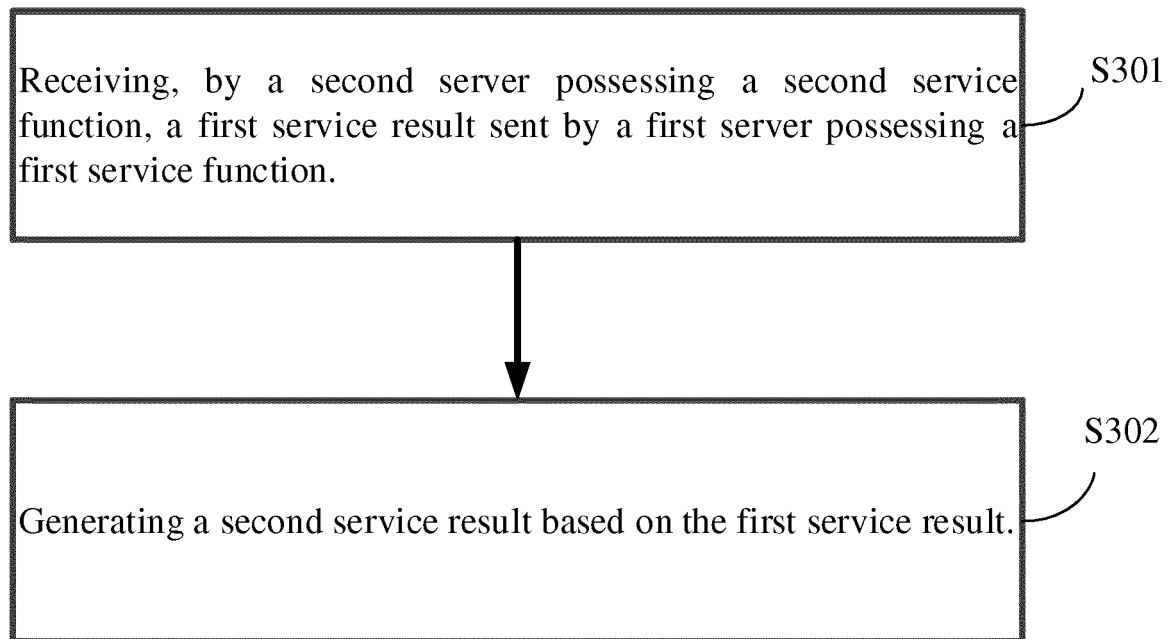 Receiving, by a second server possessing a second service
function, a first service result sent by a first server possessing a
first service function.
S301
Generating a second service result based on the first service result.
S302